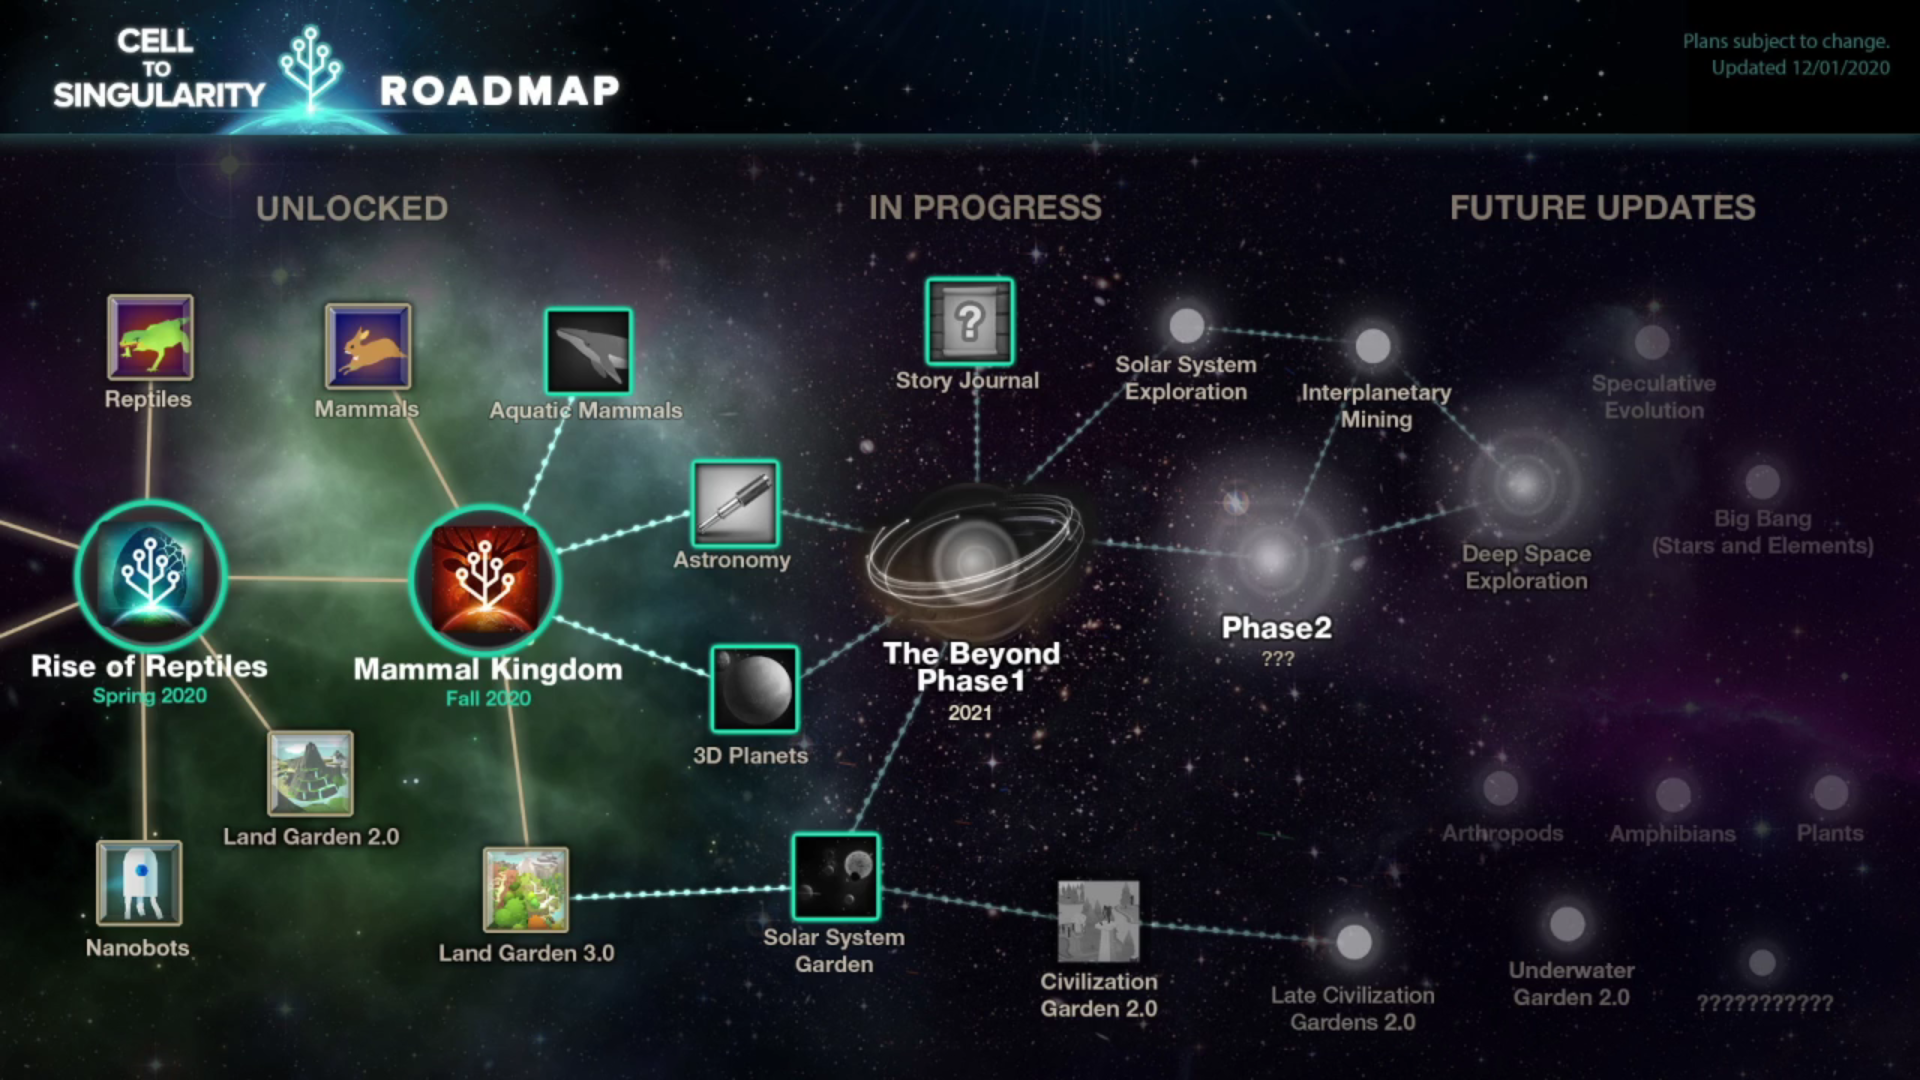 CELL
TO
SINGULARITY
ROADMAP
Plans subject to change.
Updated 12/01/2020
UNLOCKED
IN PROGRESS
FUTURE UPDATES
Reptiles
Mammals
Aquatic Mammals
Story Journal
Solar System
Exploration
Interplanetary
Mining
Speculative
Evolution
Astronomy
Big Bang
(Stars and Elements)
Deep Space
Exploration
Rise of Reptiles
Spring 2020
Mammal Kingdom
Fall 2020
The Beyond
Phase1
2021
Phase2
???
3D Planets
Land Garden 2.0
Arthropods
Amphibians
Plants
Nanobots
Land Garden 3.0
Solar System
Garden
Civilization
Garden 2.0
Late Civilization
Gardens 2.0
Underwater
Garden 2.0
???????????